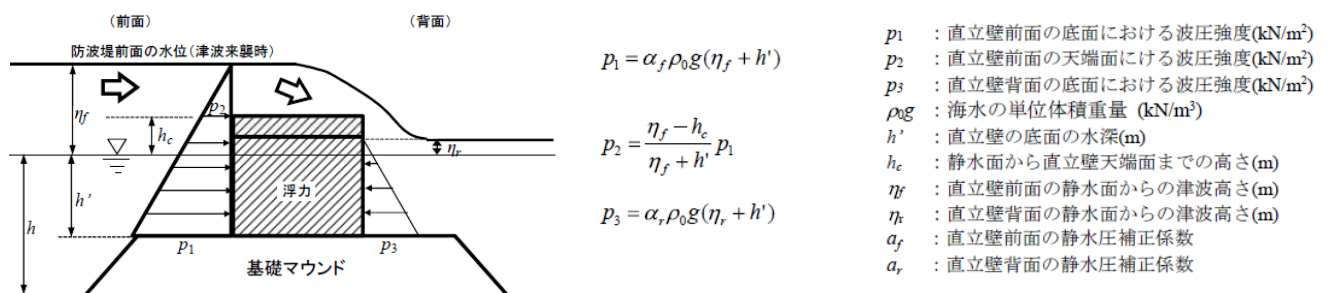 （前面）
（背面）
防波堤前面の水位（津波来襲時）
p2
ηf
hc
ηr
h'
h
浮力
p1
p3
基礎マウンド
p1 = αfρ0g(ηf + h')
p2 = (ηf − hc)/(ηf + h') p1
p3 = αrρ0g(ηr + h')
p1 ：直立壁前面の底面における波圧強度(kN/m2)
p2 ：直立壁前面の天端面にける波圧強度(kN/m2)
p3 ：直立壁背面の底面における波圧強度(kN/m2)
ρ0g ：海水の単位体積重量 (kN/m3)
h' ：直立壁の底面の水深(m)
hc ：静水面から直立壁天端面までの高さ(m)
ηf ：直立壁前面の静水面からの津波高さ(m)
ηr ：直立壁背面の静水面からの津波高さ(m)
af ：直立壁前面の静水圧補正係数
ar ：直立壁背面の静水圧補正係数